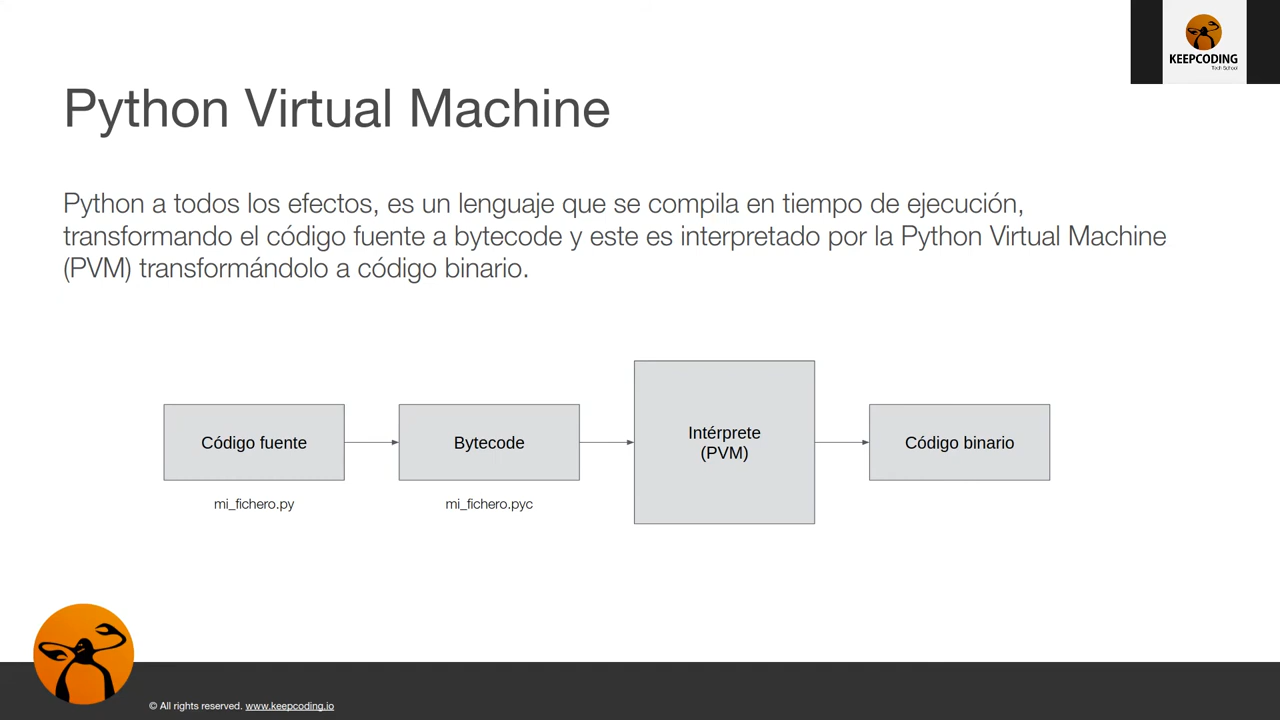 KEEPCODING
Tech School
Python Virtual Machine
Python a todos los efectos, es un lenguaje que se compila en tiempo de ejecución,
transformando el código fuente a bytecode y este es interpretado por la Python Virtual Machine
(PVM) transformándolo a código binario.
Código fuente
Bytecode
Intérprete
(PVM)
Código binario
mi_fichero.py
mi_fichero.pyc
© All rights reserved. www.keepcoding.io